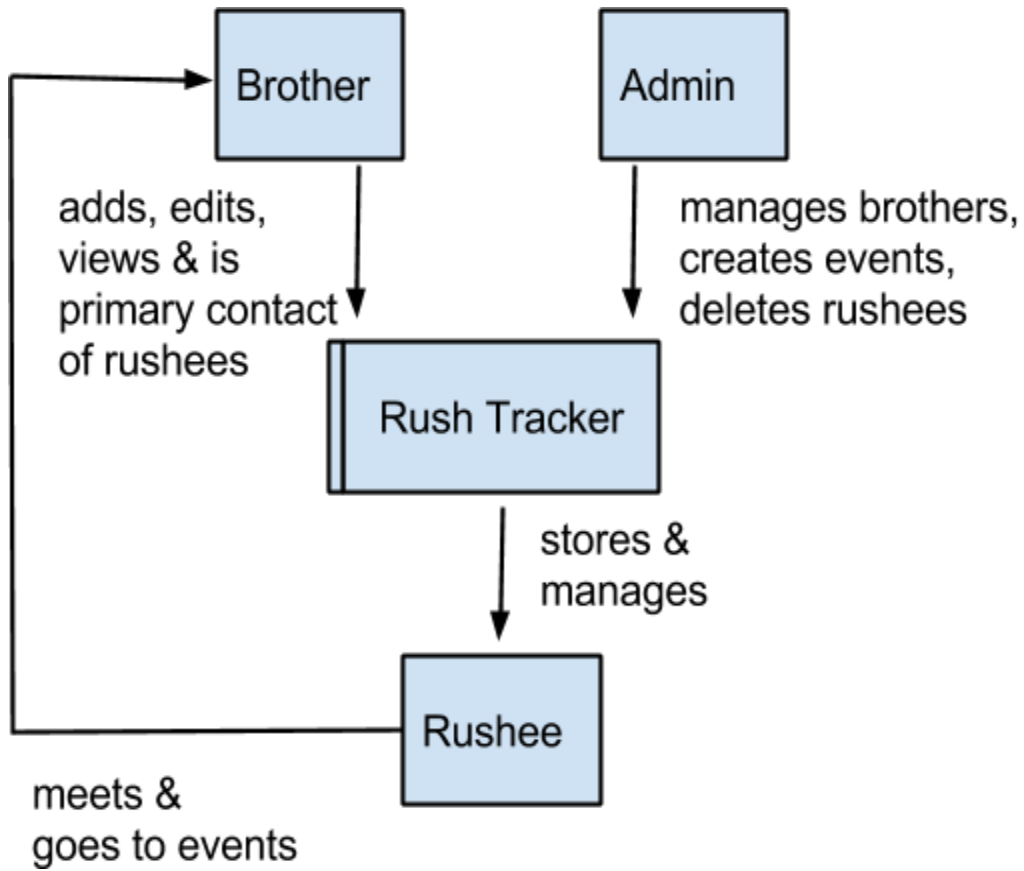 Brother
Admin
adds, edits,
views & is
primary contact
of rushees
manages brothers,
creates events,
deletes rushees
Rush Tracker
stores &
manages
Rushee
meets &
goes to events